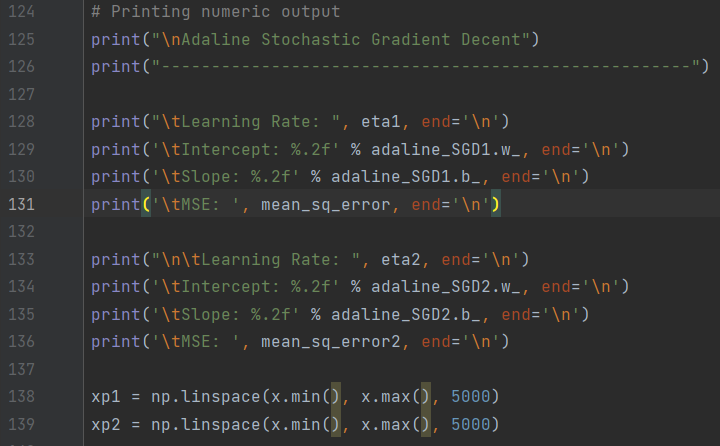 124 # Printing numeric output
125 print("\nAdaline Stochastic Gradient Decent")
126 print("-----------------------------------------------------")
127
128 print("\tLearning Rate: ", eta1, end='\n')
129 print('\tIntercept: %.2f' % adaline_SGD1.w_, end='\n')
130 print('\tSlope: %.2f' % adaline_SGD1.b_, end='\n')
131 print('\tMSE: ', mean_sq_error, end='\n')
132
133 print("\n\tLearning Rate: ", eta2, end='\n')
134 print('\tIntercept: %.2f' % adaline_SGD2.w_, end='\n')
135 print('\tSlope: %.2f' % adaline_SGD2.b_, end='\n')
136 print('\tMSE: ', mean_sq_error2, end='\n')
137
138 xp1 = np.linspace(x.min(), x.max(), 5000)
139 xp2 = np.linspace(x.min(), x.max(), 5000)